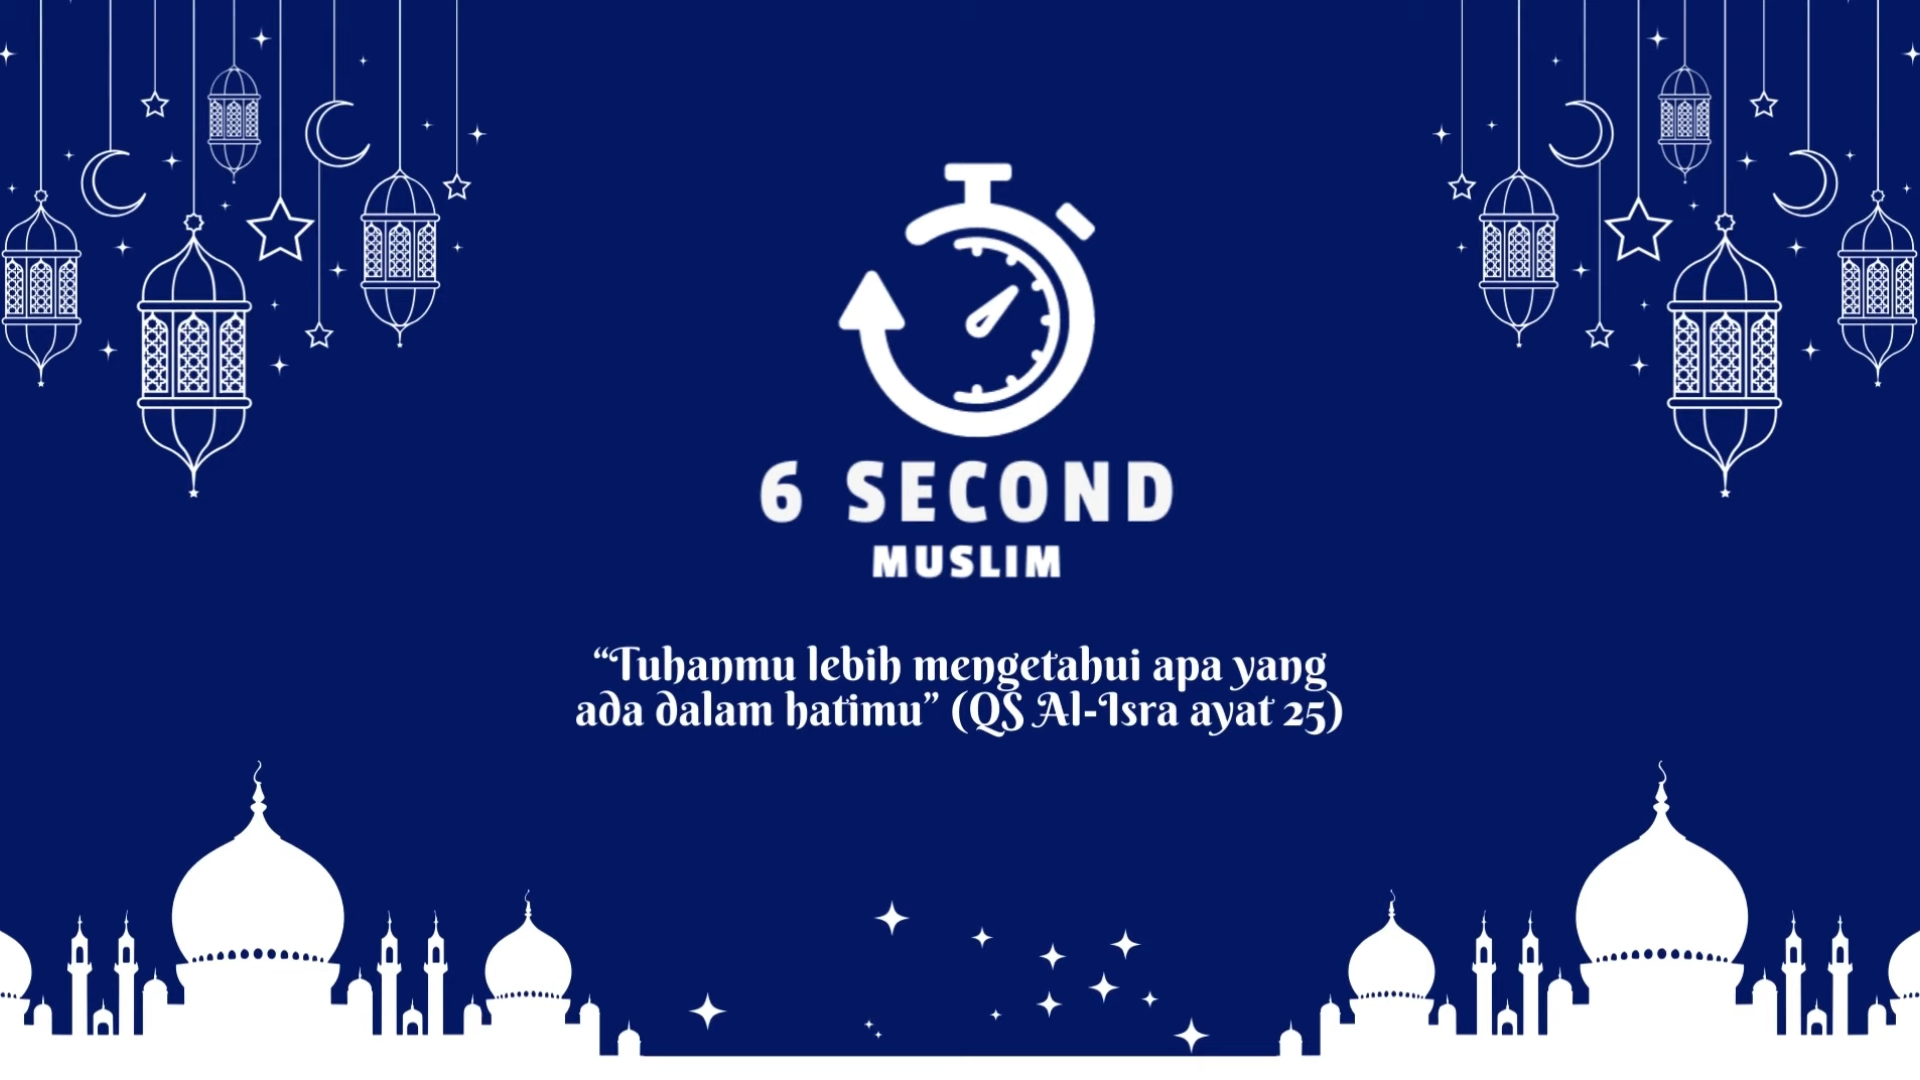 6 SECOND
MUSLIM
“Tuhanmu lebih mengetahui apa yang
ada dalam hatimu” (QS Al-Isra ayat 25)